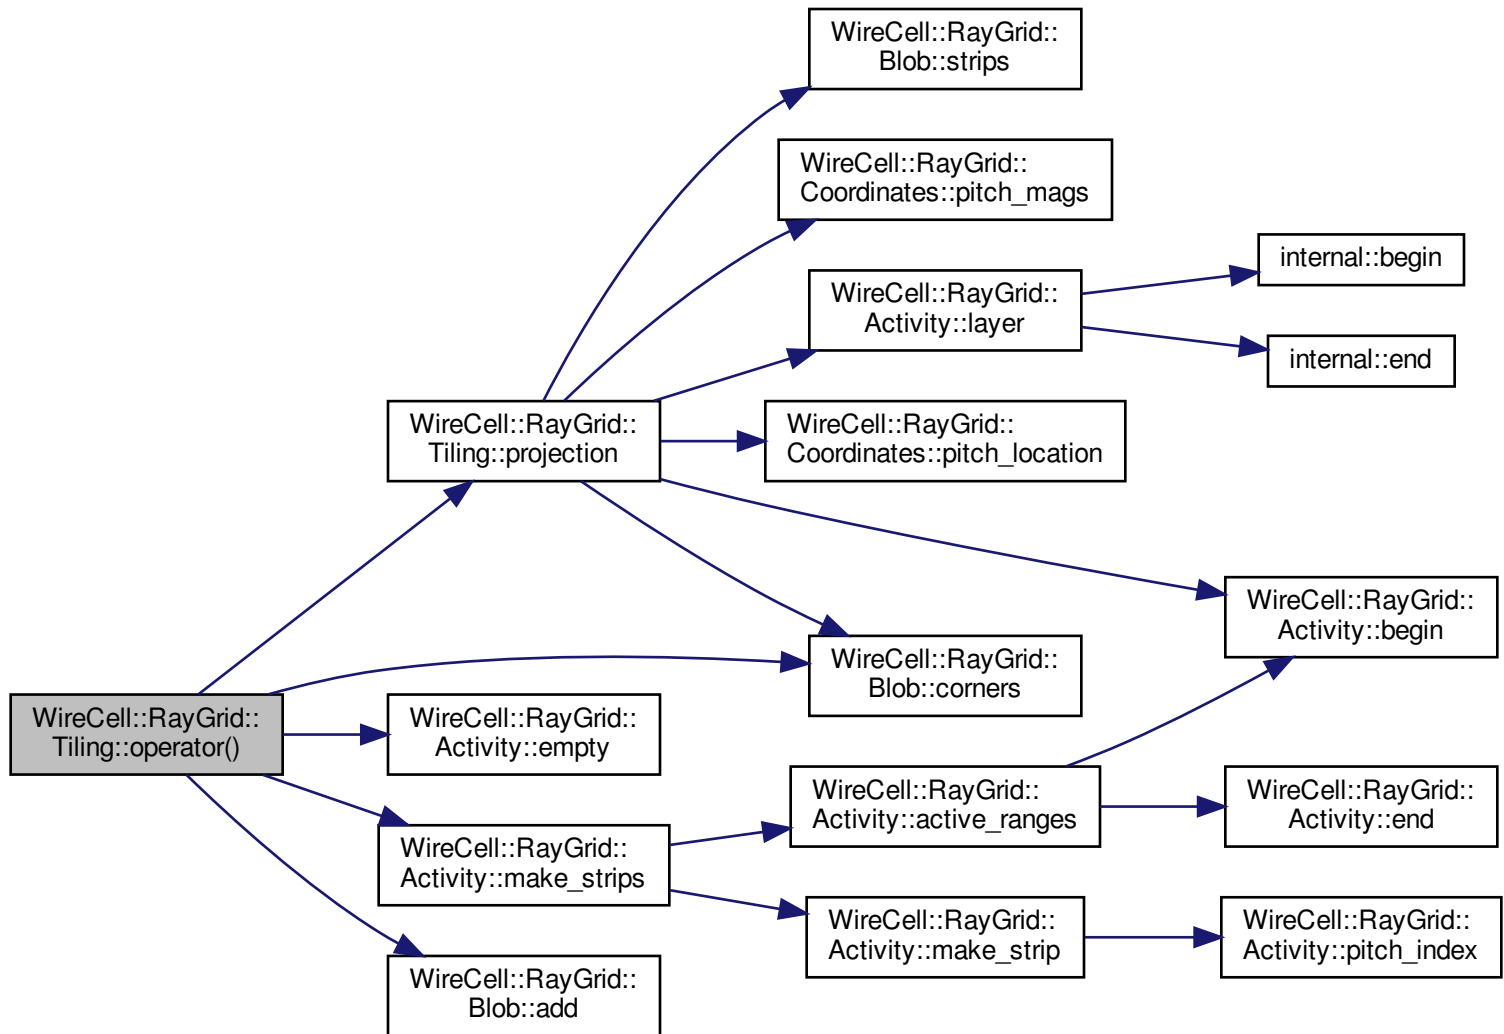 WireCell::RayGrid::
Blob::strips
WireCell::RayGrid::
Coordinates::pitch_mags
internal::begin
WireCell::RayGrid::
Activity::layer
internal::end
WireCell::RayGrid::
Tiling::projection
WireCell::RayGrid::
Coordinates::pitch_location
WireCell::RayGrid::
Activity::begin
WireCell::RayGrid::
Blob::corners
WireCell::RayGrid::
Tiling::operator()
WireCell::RayGrid::
Activity::empty
WireCell::RayGrid::
Activity::active_ranges
WireCell::RayGrid::
Activity::end
WireCell::RayGrid::
Activity::make_strips
WireCell::RayGrid::
Activity::make_strip
WireCell::RayGrid::
Activity::pitch_index
WireCell::RayGrid::
Blob::add